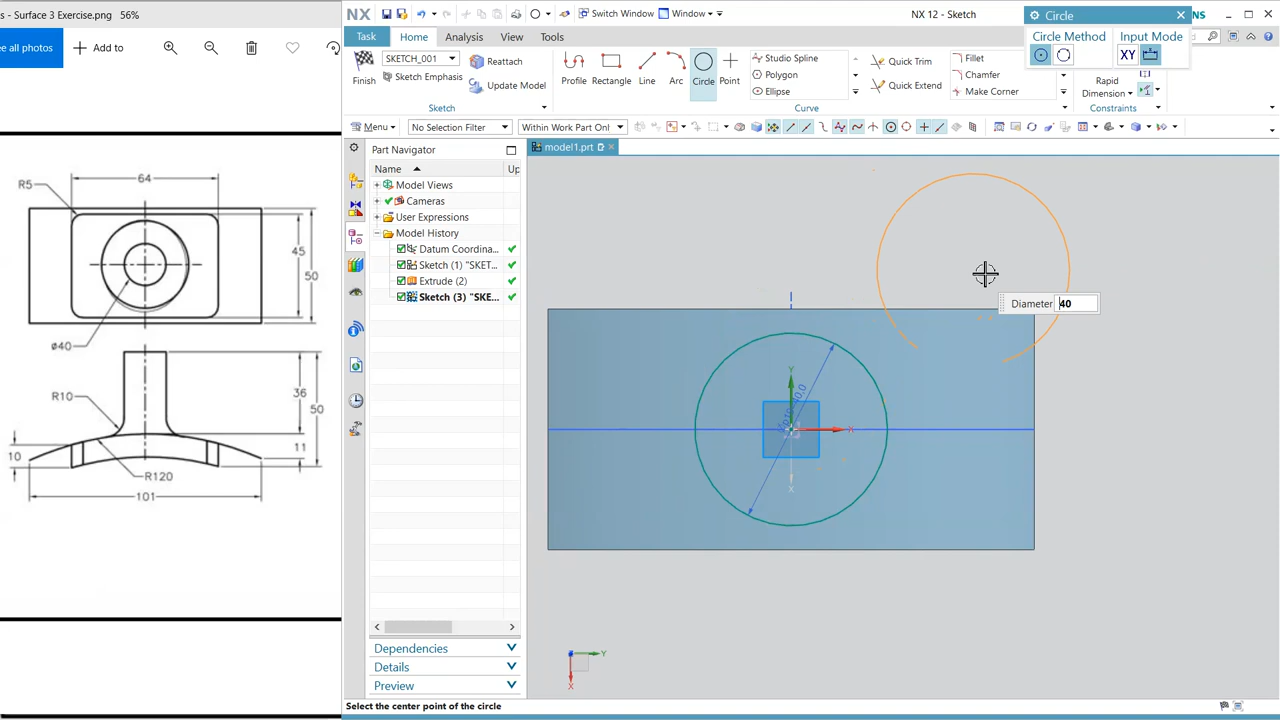 - Surface 3 Exercise.png   56%
e all photos
Add to
R5
64
45
50
ø40
36
50
R10
10
R120
11
101
NX
Switch Window
Window
NX 12 - Sketch
Circle
NS
Task
Home
Analysis
View
Tools
Circle Method
Input Mode
XY
SKETCH_001
Sketch Emphasis
Finish
Reattach
Update Model
Sketch
Profile
Rectangle
Line
Arc
Circle
Point
Studio Spline
Polygon
Ellipse
Quick Trim
Quick Extend
Fillet
Chamfer
Make Corner
Curve
Rapid
Dimension
Constraints
Menu
No Selection Filter
Within Work Part Only
model1.prt
Part Navigator
Name
Up
Model Views
Cameras
User Expressions
Model History
Datum Coordina...
Sketch (1) "SKET...
Extrude (2)
Sketch (3) "SKE...
Diameter
40
Y
X
X
Y
X
Dependencies
Details
Preview
Select the center point of the circle